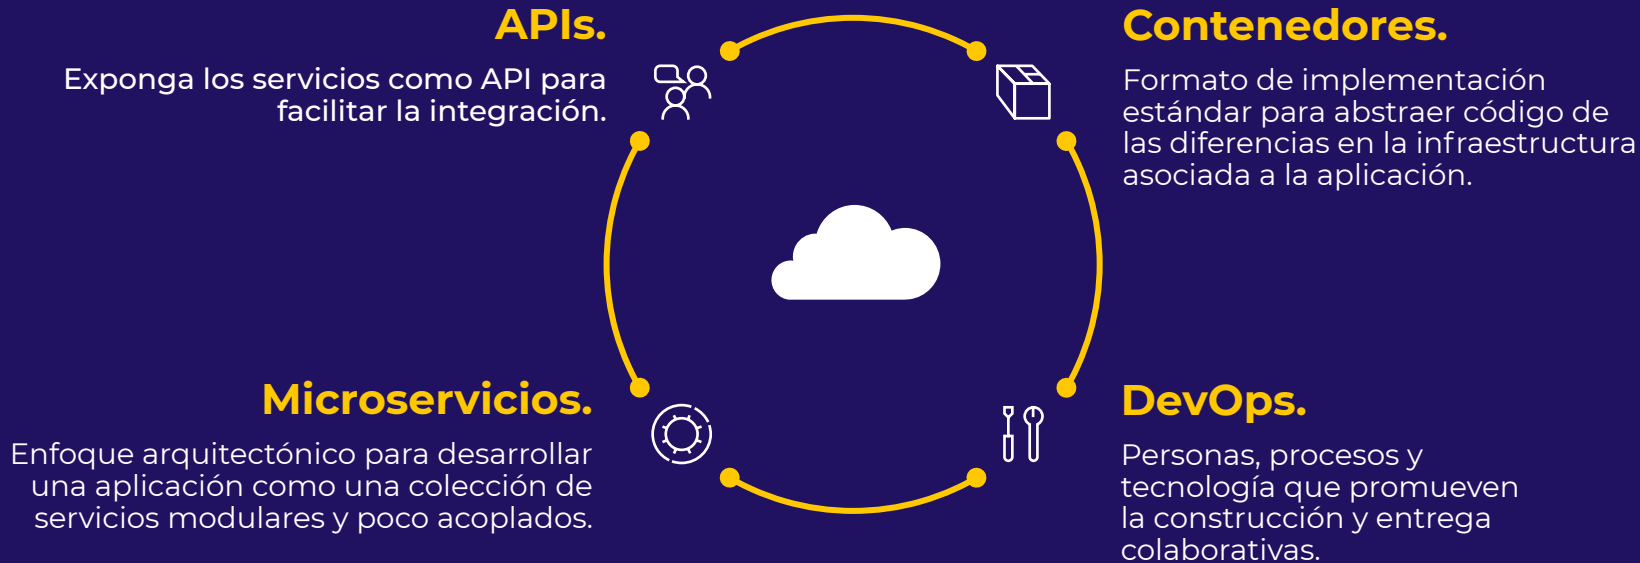 APIs.
Exponga los servicios como API para
facilitar la integración.
Contenedores.
Formato de implementación
estándar para abstraer código de
las diferencias en la infraestructura
asociada a la aplicación.
Microservicios.
Enfoque arquitectónico para desarrollar
una aplicación como una colección de
servicios modulares y poco acoplados.
DevOps.
Personas, procesos y
tecnología que promueven
la construcción y entrega
colaborativas.